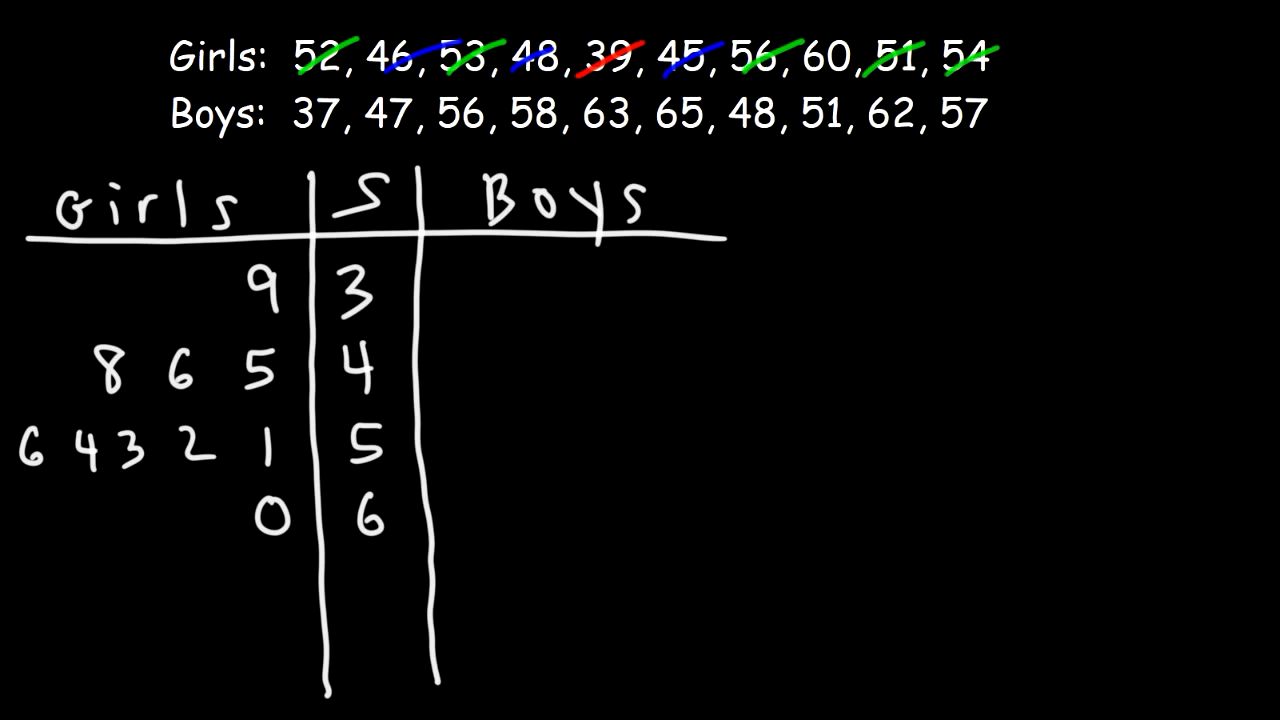 Girls: 52, 46, 53, 48, 39, 45, 56, 60, 51, 54
Boys: 37, 47, 56, 58, 63, 65, 48, 51, 62, 57
Girls S Boys
9 3
8 6 5 4
6 4 3 2 1 5
0 6